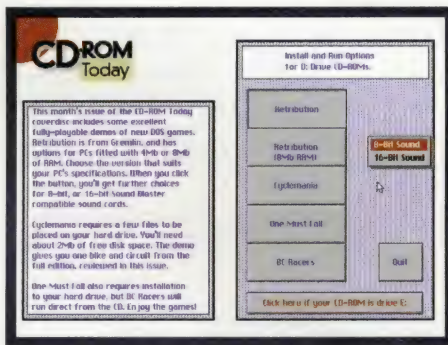 CD-ROM
Today
This month's issue of the CD-ROM Today
coverdisc includes some excellent
fully-playable demos of new DOS games.
Retribution is from Gremlin, and has
options for PCs fitted with 4Mb or 8Mb
of RAM. Choose the version that suits
your PC's specifications. When you click
the button, you'll get further choices
for 8-bit, or 16-bit Sound Blaster
compatible sound cards.
Cyclemania requires a few files to be
placed on your hard drive. You'll need
about 2Mb of free disk space. The demo
gives you one bike and circuit from the
full edition, reviewed in this issue.
One Must Fall also requires installation
to your hard drive, but BC Racers will
run direct from the CD. Enjoy the games!
Install and Run Options
for D: Drive CD-ROMs.
Retribution
Retribution
(8Mb RAM)
Cyclemania
One Must Fall
BC Racers
8-Bit Sound
16-Bit Sound
Quit
Click here if your CD-ROM is drive E: